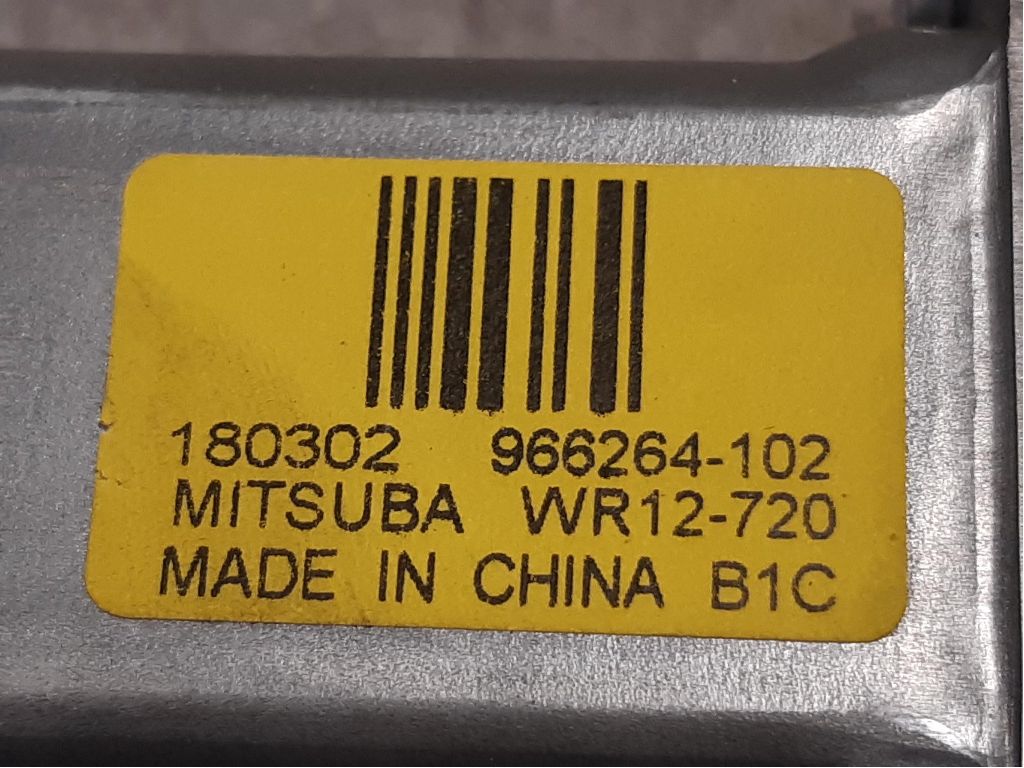 180302 966264-102
MITSUBA WR12-720
MADE IN CHINA B1C